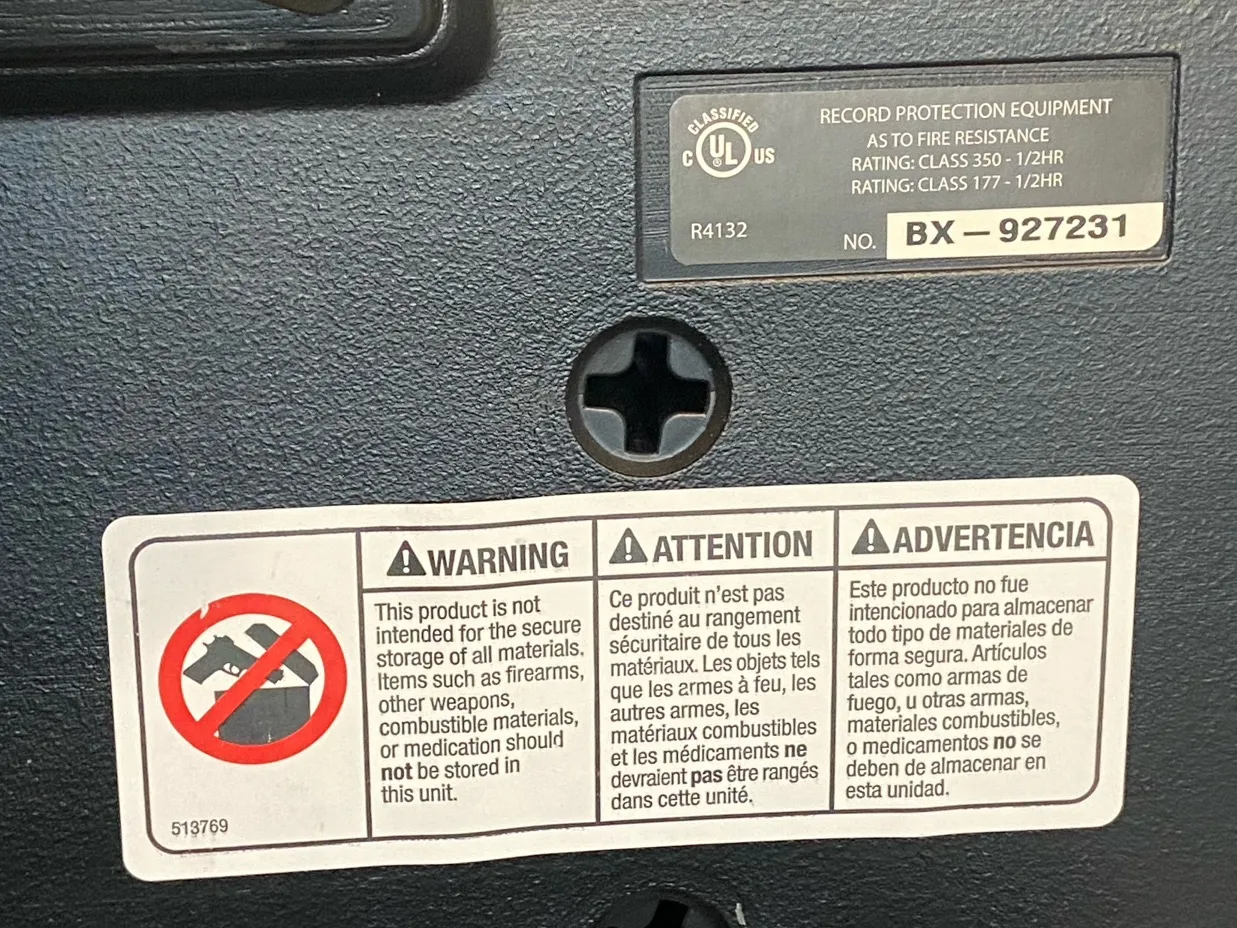 CLASSIFIED
C UL US
®
RECORD PROTECTION EQUIPMENT
AS TO FIRE RESISTANCE
RATING: CLASS 350 - 1/2HR
RATING: CLASS 177 - 1/2HR
R4132
NO. BX – 927231
WARNING
This product is not
intended for the secure
storage of all materials.
Items such as firearms,
other weapons,
combustible materials,
or medication should
not be stored in
this unit.
ATTENTION
Ce produit n'est pas
destiné au rangement
sécuritaire de tous les
matériaux. Les objets tels
que les armes à feu, les
autres armes, les
matériaux combustibles
et les médicaments ne
devraient pas être rangés
dans cette unité.
ADVERTENCIA
Este producto no fue
intencionado para almacenar
todo tipo de materiales de
forma segura. Artículos
tales como armas de
fuego, u otras armas,
materiales combustibles,
o medicamentos no se
deben de almacenar en
esta unidad.
513769